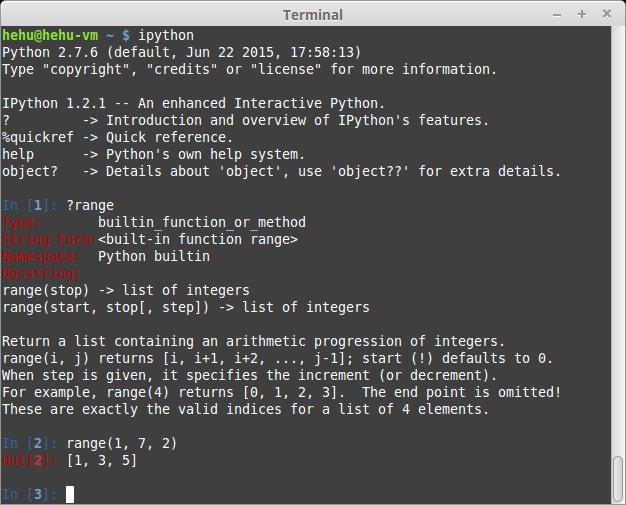 Terminal
hehu@hehu-vm ~ $ ipython
Python 2.7.6 (default, Jun 22 2015, 17:58:13)
Type "copyright", "credits" or "license" for more information.

IPython 1.2.1 -- An enhanced Interactive Python.
?         -> Introduction and overview of IPython's features.
%quickref -> Quick reference.
help      -> Python's own help system.
object?   -> Details about 'object', use 'object??' for extra details.

In [1]: ?range
Type:       builtin_function_or_method
String Form:<built-in function range>
Namespace:  Python builtin
Docstring:
range(stop) -> list of integers
range(start, stop[, step]) -> list of integers

Return a list containing an arithmetic progression of integers.
range(i, j) returns [i, i+1, i+2, ..., j-1]; start (!) defaults to 0.
When step is given, it specifies the increment (or decrement).
For example, range(4) returns [0, 1, 2, 3].  The end point is omitted!
These are exactly the valid indices for a list of 4 elements.

In [2]: range(1, 7, 2)
Out[2]: [1, 3, 5]

In [3]: